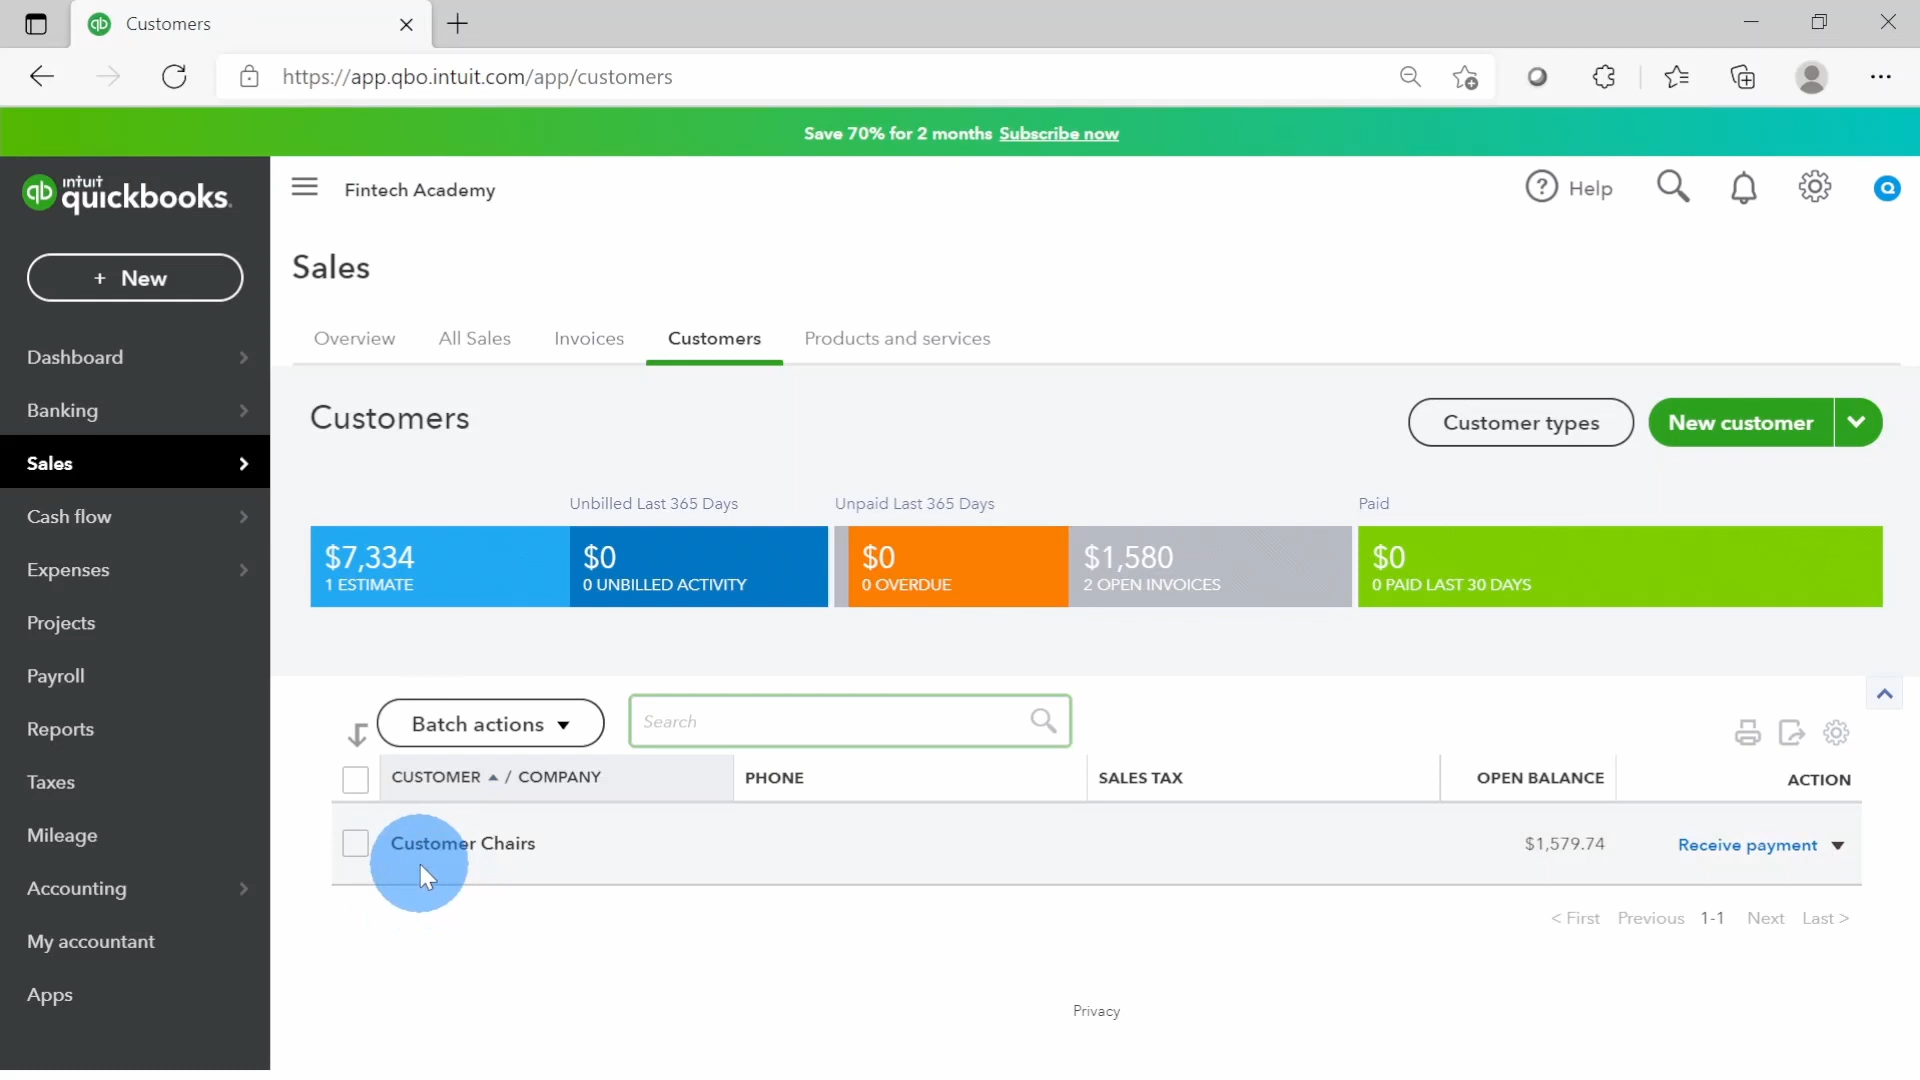 Customers
https://app.qbo.intuit.com/app/customers
Save 70% for 2 months Subscribe now
qb intuit quickbooks.
Fintech Academy
? Help
Q
+ New
Sales
Overview All Sales Invoices Customers Products and services
Dashboard
Banking
Sales
Cash flow
Expenses
Projects
Payroll
Reports
Taxes
Mileage
Accounting
My accountant
Apps
Customers
Customer types
New customer
Unbilled Last 365 Days
Unpaid Last 365 Days
Paid
$7,334
1 ESTIMATE
$0
0 UNBILLED ACTIVITY
$0
0 OVERDUE
$1,580
2 OPEN INVOICES
$0
0 PAID LAST 30 DAYS
Batch actions
Search
CUSTOMER / COMPANY PHONE SALES TAX OPEN BALANCE ACTION
Customer Chairs $1,579.74 Receive payment
< First Previous 1-1 Next Last >
Privacy